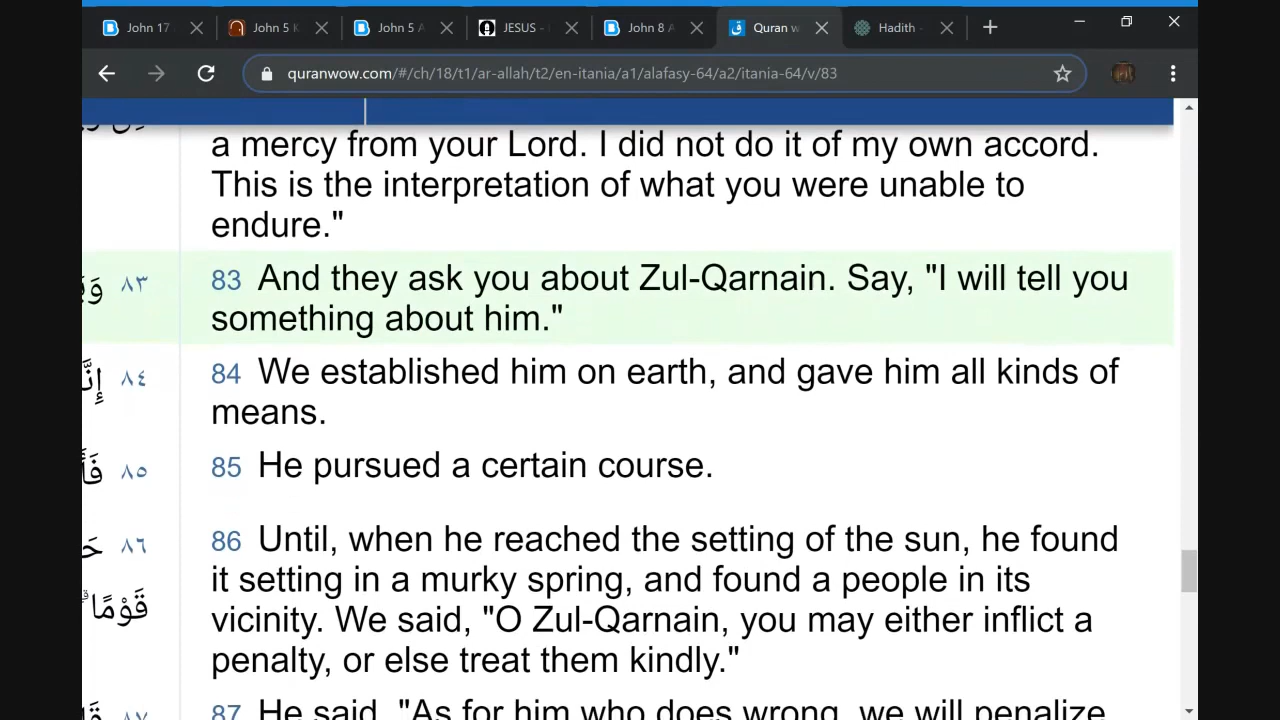 John 17
John 5 K
John 5 A
JESUS -
John 8 A
Quran w
Hadith -
quranwow.com/#/ch/18/t1/ar-allah/t2/en-itania/a1/alafasy-64/a2/itania-64/v/83
a mercy from your Lord. I did not do it of my own accord.
This is the interpretation of what you were unable to
endure."
٨٣
83 And they ask you about Zul-Qarnain. Say, "I will tell you
something about him."
٨٤ إِنَّ
84 We established him on earth, and gave him all kinds of
means.
٨٥
85 He pursued a certain course.
٨٦
86 Until, when he reached the setting of the sun, he found
it setting in a murky spring, and found a people in its
قَوْمًا ۗ
vicinity. We said, "O Zul-Qarnain, you may either inflict a
penalty, or else treat them kindly."
٨٧
87 He said, "As for him who does wrong, we will penalize